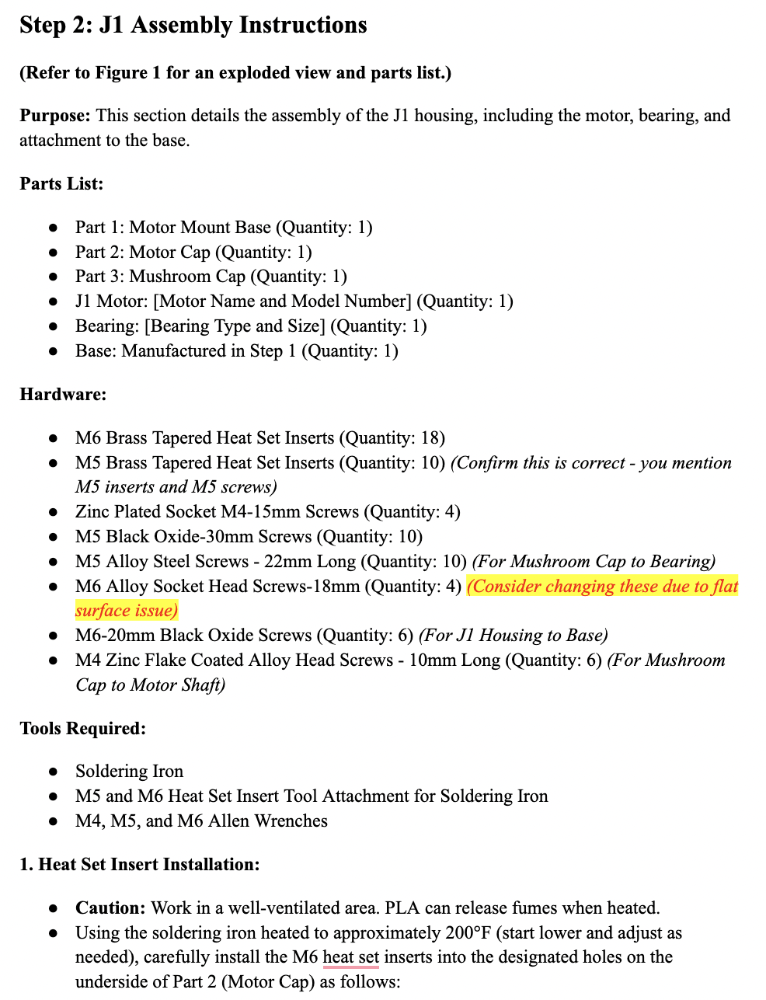 Step 2: J1 Assembly Instructions
(Refer to Figure 1 for an exploded view and parts list.)
Purpose: This section details the assembly of the J1 housing, including the motor, bearing, and
attachment to the base.
Parts List:
● Part 1: Motor Mount Base (Quantity: 1)
● Part 2: Motor Cap (Quantity: 1)
● Part 3: Mushroom Cap (Quantity: 1)
● J1 Motor: [Motor Name and Model Number] (Quantity: 1)
● Bearing: [Bearing Type and Size] (Quantity: 1)
● Base: Manufactured in Step 1 (Quantity: 1)
Hardware:
● M6 Brass Tapered Heat Set Inserts (Quantity: 18)
● M5 Brass Tapered Heat Set Inserts (Quantity: 10) (Confirm this is correct - you mention
M5 inserts and M5 screws)
● Zinc Plated Socket M4-15mm Screws (Quantity: 4)
● M5 Black Oxide-30mm Screws (Quantity: 10)
● M5 Alloy Steel Screws - 22mm Long (Quantity: 10) (For Mushroom Cap to Bearing)
● M6 Alloy Socket Head Screws-18mm (Quantity: 4) (Consider changing these due to flat
surface issue)
● M6-20mm Black Oxide Screws (Quantity: 6) (For J1 Housing to Base)
● M4 Zinc Flake Coated Alloy Head Screws - 10mm Long (Quantity: 6) (For Mushroom
Cap to Motor Shaft)
Tools Required:
● Soldering Iron
● M5 and M6 Heat Set Insert Tool Attachment for Soldering Iron
● M4, M5, and M6 Allen Wrenches
1. Heat Set Insert Installation:
● Caution: Work in a well-ventilated area. PLA can release fumes when heated.
● Using the soldering iron heated to approximately 200°F (start lower and adjust as
needed), carefully install the M6 heat set inserts into the designated holes on the
underside of Part 2 (Motor Cap) as follows: